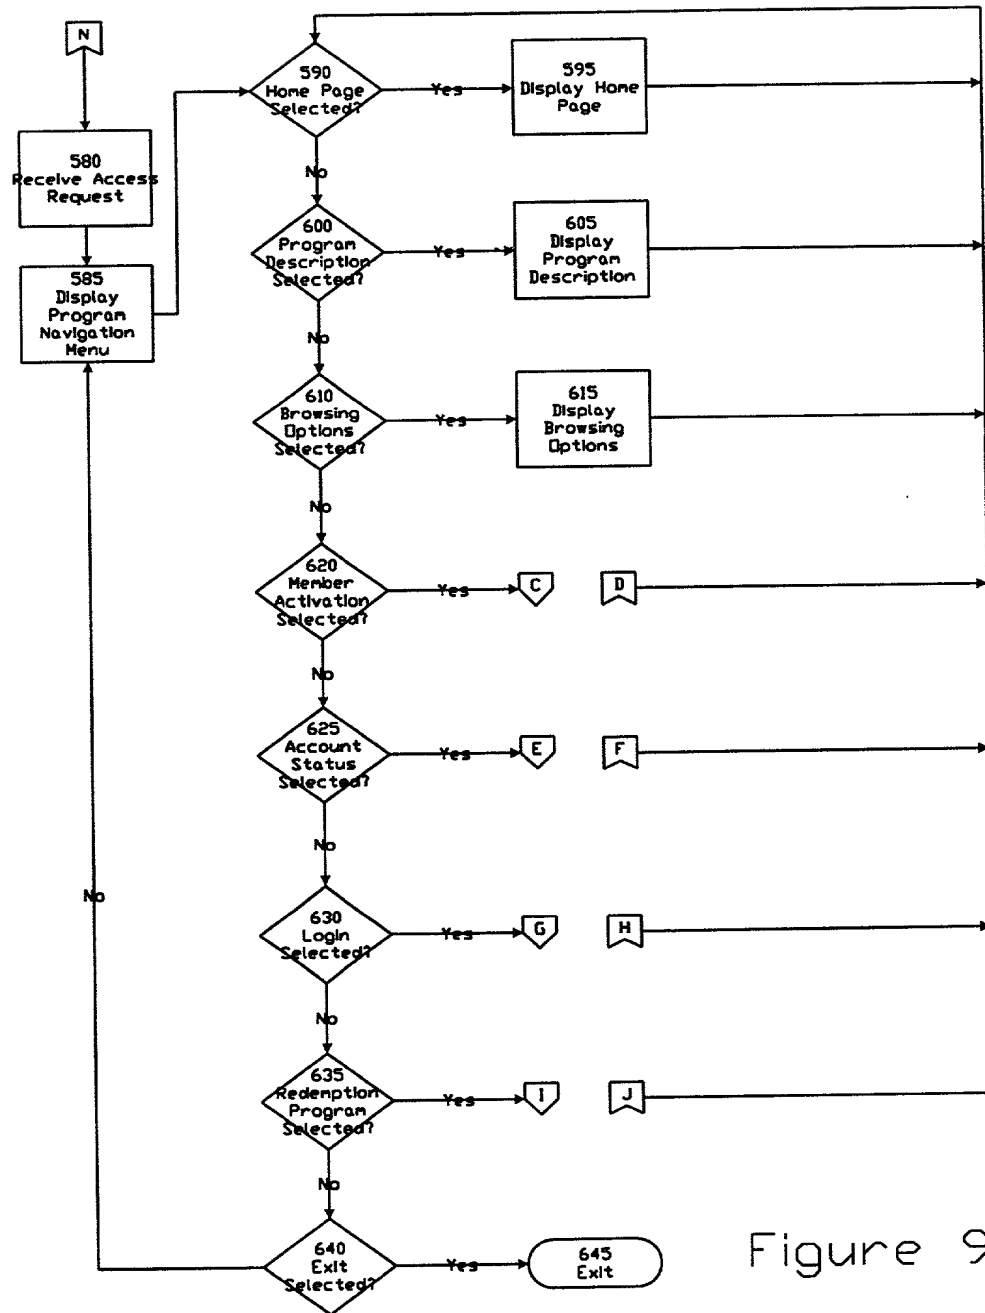 N
580
Receive Access
Request
585
Display
Program
Navigation
Menu
590
Home Page
Selected?
Yes
595
Display Home
Page
No
600
Program
Description
Selected?
Yes
605
Display
Program
Description
No
610
Browsing
Options
Selected?
Yes
615
Display
Browsing
Options
No
620
Member
Activation
Selected?
Yes
C
D
No
625
Account
Status
Selected?
Yes
E
F
No
No
630
Login
Selected?
Yes
G
H
No
635
Redemption
Program
Selected?
Yes
I
J
No
640
Exit
Selected?
Yes
645
Exit
Figure 9